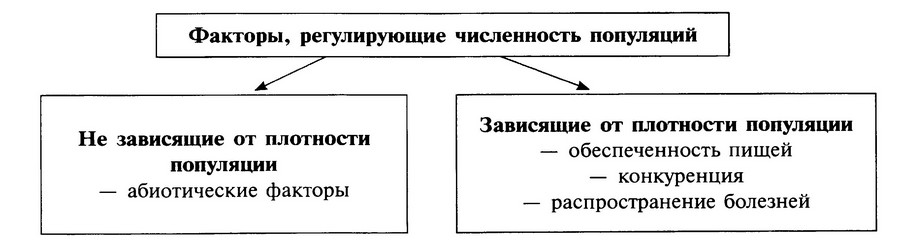 Факторы, регулирующие численность популяций
Не зависящие от плотности
популяции
— абиотические факторы
Зависящие от плотности популяции
— обеспеченность пищей
— конкуренция
— распространение болезней